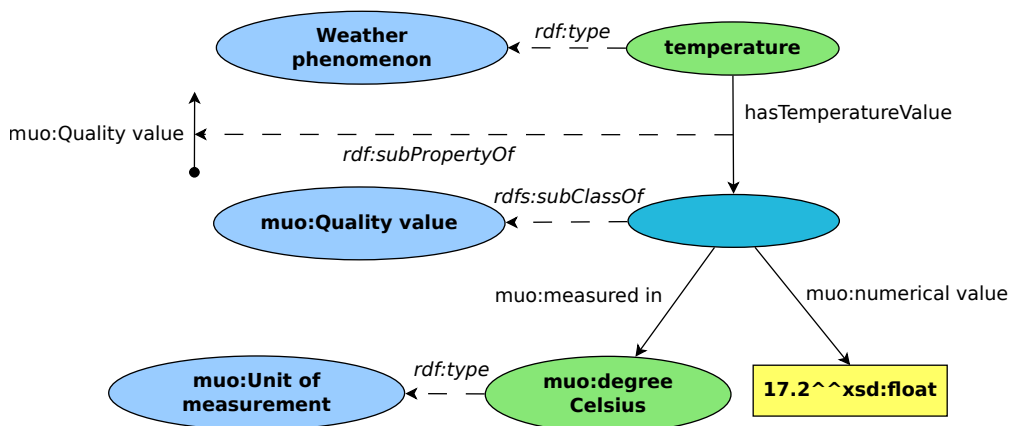 Weather
phenomenon
rdf:type
temperature
hasTemperatureValue
muo:Quality value
rdf:subPropertyOf
muo:Quality value
rdfs:subClassOf
muo:measured in
muo:numerical value
muo:Unit of
measurement
rdf:type
muo:degree
Celsius
17.2^^xsd:float